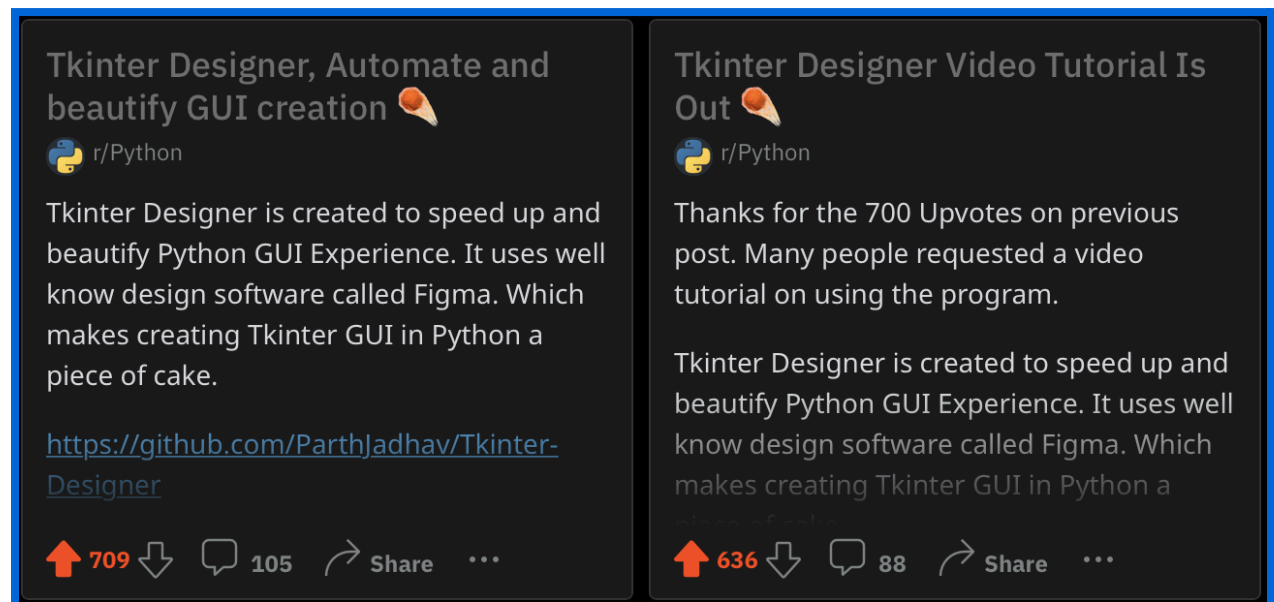 Tkinter Designer, Automate and
beautify GUI creation
r/Python
Tkinter Designer is created to speed up and
beautify Python GUI Experience. It uses well
know design software called Figma. Which
makes creating Tkinter GUI in Python a
piece of cake.
https://github.com/ParthJadhav/Tkinter-
Designer
709 105 Share
Tkinter Designer Video Tutorial Is
Out
r/Python
Thanks for the 700 Upvotes on previous
post. Many people requested a video
tutorial on using the program.
Tkinter Designer is created to speed up and
beautify Python GUI Experience. It uses well
know design software called Figma. Which
makes creating Tkinter GUI in Python a
piece of cake
636 88 Share